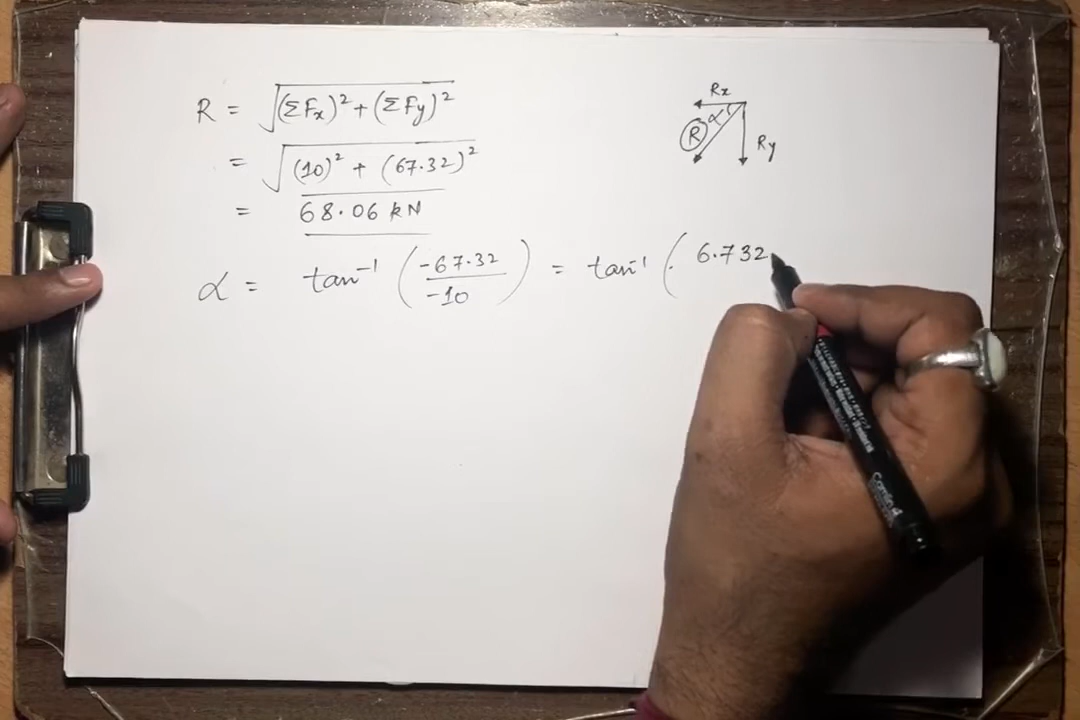 R = √(ΣFx)² + (ΣFy)²
= √(10)² + (67.32)²
= 68.06 kN
α = tan⁻¹ (-67.32 / -10) = tan⁻¹ ( 6.732
Rx
α
R
Ry
Camlin